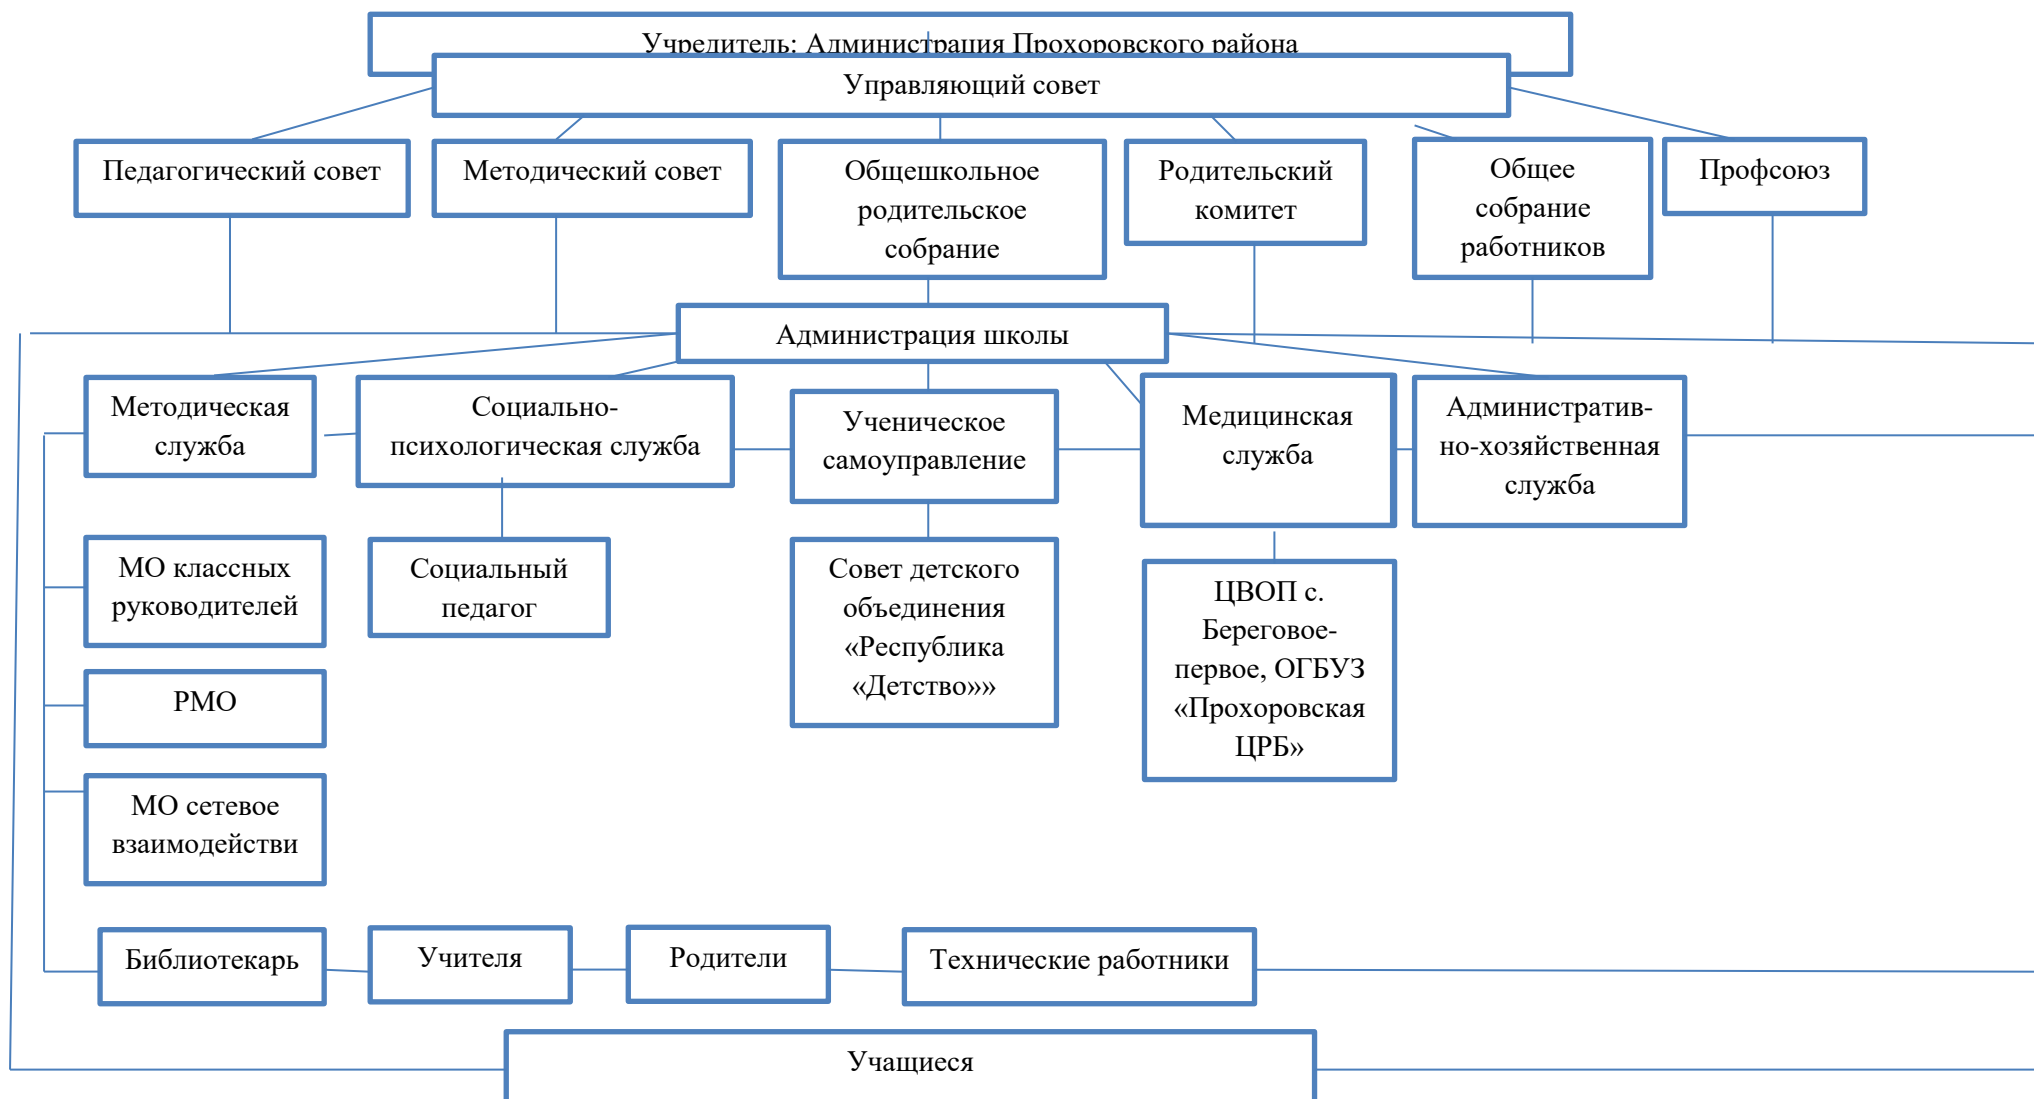 Учредитель: Администрация Прохоровского района
Управляющий совет
Педагогический совет
Методический совет
Общешкольное
родительское
собрание
Родительский
комитет
Общее
собрание
работников
Профсоюз
Администрация школы
Методическая
служба
Социально-
психологическая служба
Ученическое
самоуправление
Медицинская
служба
Административ-
но-хозяйственная
служба
МО классных
руководителей
Социальный
педагог
Совет детского
объединения
«Республика
«Детство»»
ЦВОП с.
Береговое-
первое, ОГБУЗ
«Прохоровская
ЦРБ»
РМО
МО сетевое
взаимодействи
Библиотекарь
Учителя
Родители
Технические работники
Учащиеся